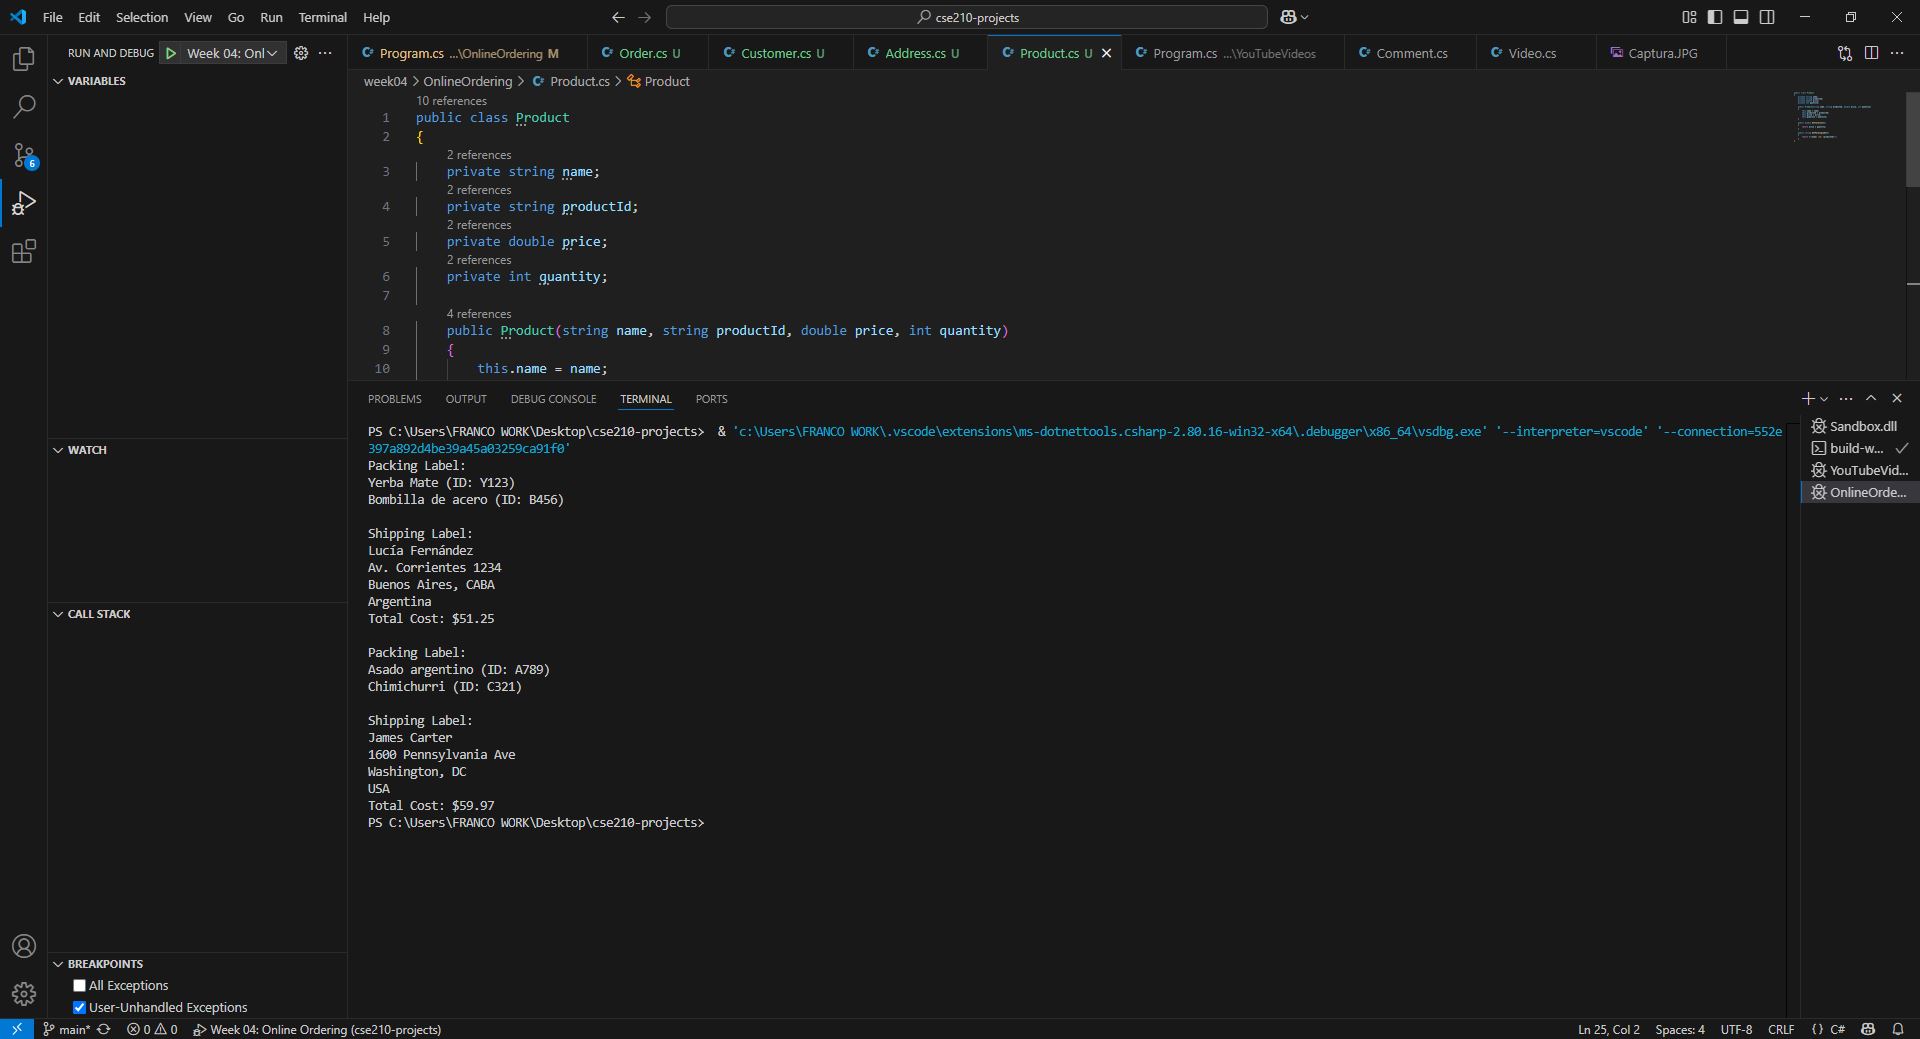 File Edit Selection View Go Run Terminal Help
cse210-projects
RUN AND DEBUG Week 04: Onl
Program.cs ...\OnlineOrdering M
Order.cs U
Customer.cs U
Address.cs U
Product.cs U
Program.cs ...\YouTubeVideos
Comment.cs
Video.cs
Captura.JPG
week04 > OnlineOrdering > Product.cs > Product
VARIABLES
WATCH
CALL STACK
BREAKPOINTS
All Exceptions
User-Unhandled Exceptions
10 references
1 public class Product
2 {
2 references
3 private string name;
2 references
4 private string productId;
2 references
5 private double price;
2 references
6 private int quantity;
7
4 references
8 public Product(string name, string productId, double price, int quantity)
9 {
10 this.name = name;
PROBLEMS OUTPUT DEBUG CONSOLE TERMINAL PORTS
PS C:\Users\FRANCO WORK\Desktop\cse210-projects> & 'c:\Users\FRANCO WORK\.vscode\extensions\ms-dotnettools.csharp-2.80.16-win32-x64\.debugger\x86_64\vsdbg.exe' '--interpreter=vscode' '--connection=552e
397a892d4be39a45a03259ca91f0'
Packing Label:
Yerba Mate (ID: Y123)
Bombilla de acero (ID: B456)
Shipping Label:
Lucía Fernández
Av. Corrientes 1234
Buenos Aires, CABA
Argentina
Total Cost: $51.25
Packing Label:
Asado argentino (ID: A789)
Chimichurri (ID: C321)
Shipping Label:
James Carter
1600 Pennsylvania Ave
Washington, DC
USA
Total Cost: $59.97
PS C:\Users\FRANCO WORK\Desktop\cse210-projects>
Sandbox.dll
build-w...
YouTubeVid...
OnlineOrde...
6
main* 0 0 Week 04: Online Ordering (cse210-projects)
Ln 25, Col 2 Spaces: 4 UTF-8 CRLF {} C#